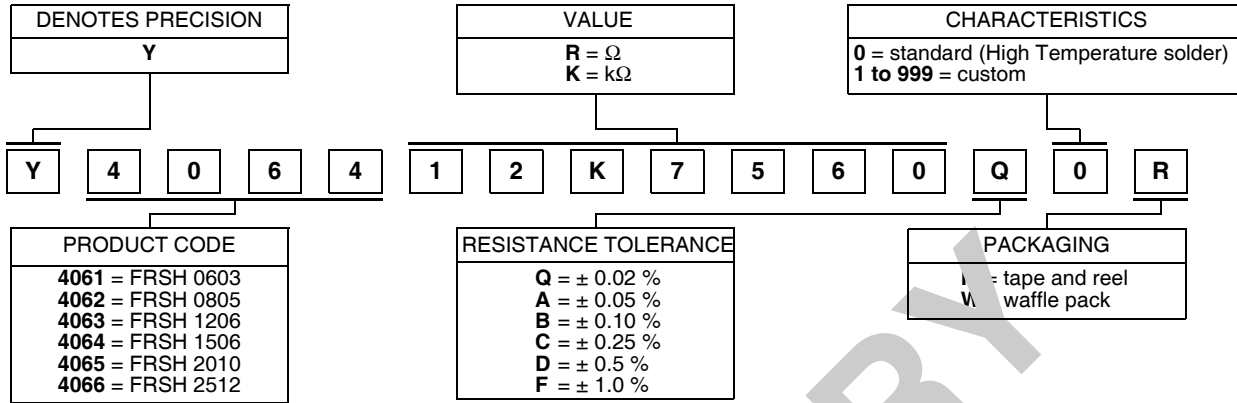 DENOTES PRECISION
Y
VALUE
R = Ω
K = kΩ
CHARACTERISTICS
0 = standard (High Temperature solder)
1 to 999 = custom
Y 4 0 6 4 1 2 K 7 5 6 0 Q 0 R
PRODUCT CODE
4061 = FRSH 0603
4062 = FRSH 0805
4063 = FRSH 1206
4064 = FRSH 1506
4065 = FRSH 2010
4066 = FRSH 2512
RESISTANCE TOLERANCE
Q = ± 0.02 %
A = ± 0.05 %
B = ± 0.10 %
C = ± 0.25 %
D = ± 0.5 %
F = ± 1.0 %
PACKAGING
= tape and reel
W waffle pack
RY